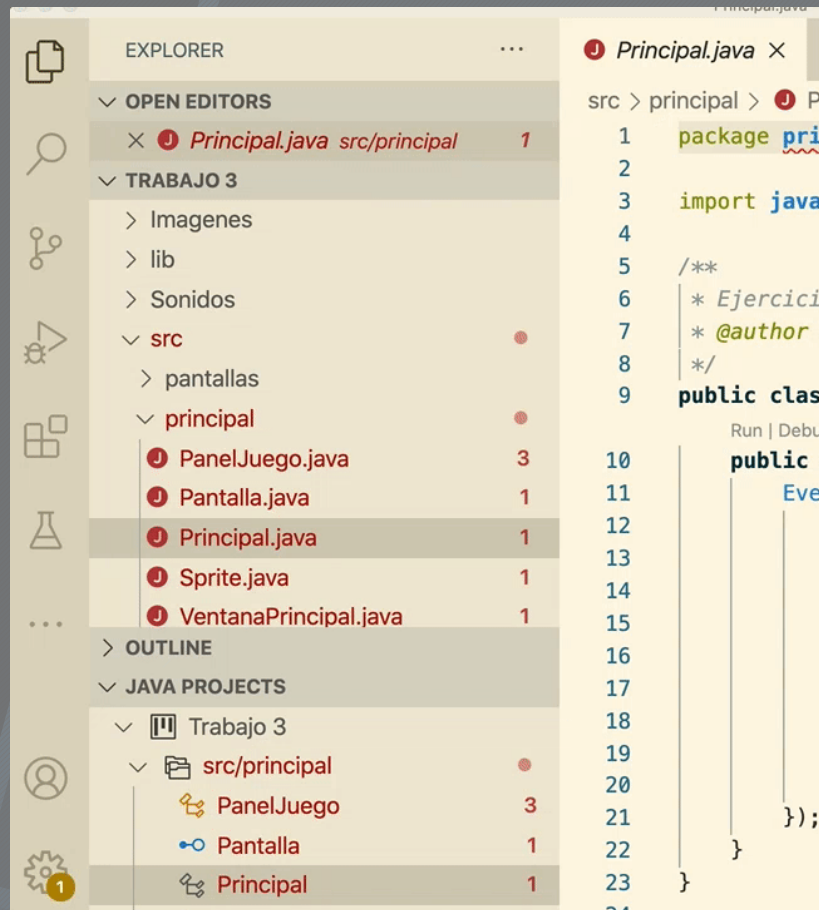 Principal.java
EXPLORER ...
OPEN EDITORS
Principal.java src/principal 1
TRABAJO 3
Imagenes
lib
Sonidos
src
pantallas
principal
J PanelJuego.java 3
J Pantalla.java 1
J Principal.java 1
J Sprite.java 1
J VentanaPrincipal.java 1
OUTLINE
JAVA PROJECTS
Trabajo 3
src/principal
PanelJuego 3
Pantalla 1
Principal 1
1
J Principal.java
src > principal > J P
1 package pri
2
3 import java
4
5 /**
6 * Ejercici
7 * @author
8 */
9 public clas
Run | Debu
10 public
11 Eve
12
13
14
15
16
17
18
19
20
21 });
22 }
23 }